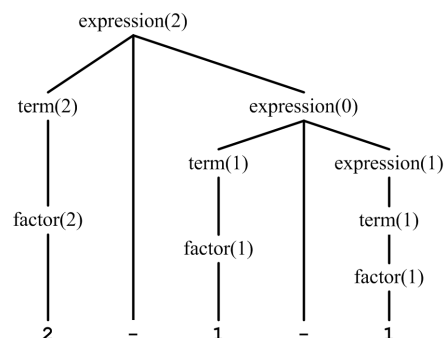 expression(2)
term(2) expression(0)
term(1) expression(1)
factor(2) term(1)
factor(1)
factor(1)
2 - 1 - 1